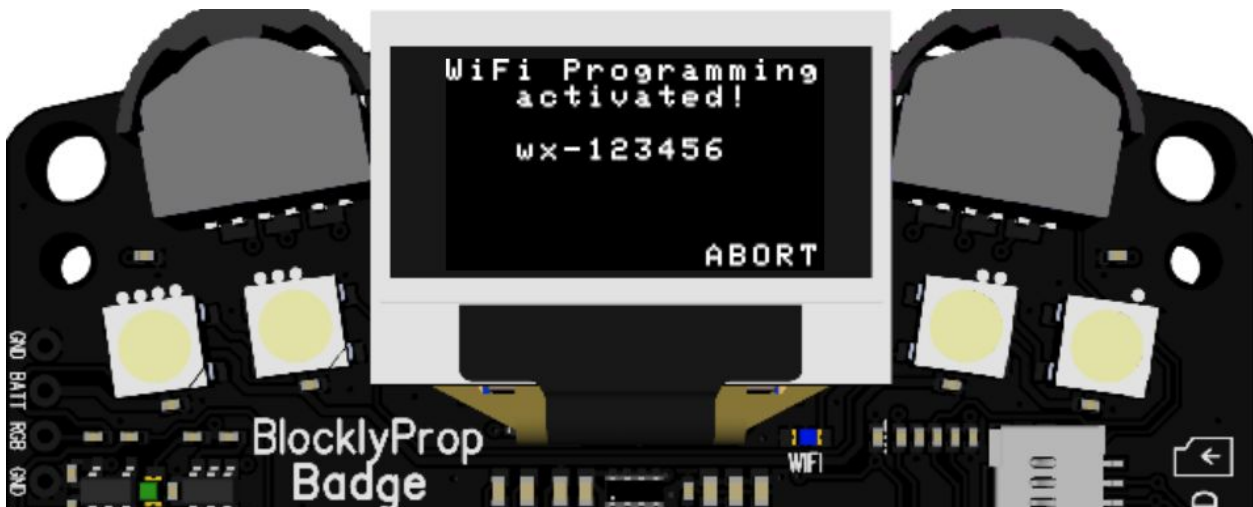 WiFi Programming
activated!
wx-123456
ABORT
GND
BATT
RGB
GND
BlocklyProp
Badge
WIFI